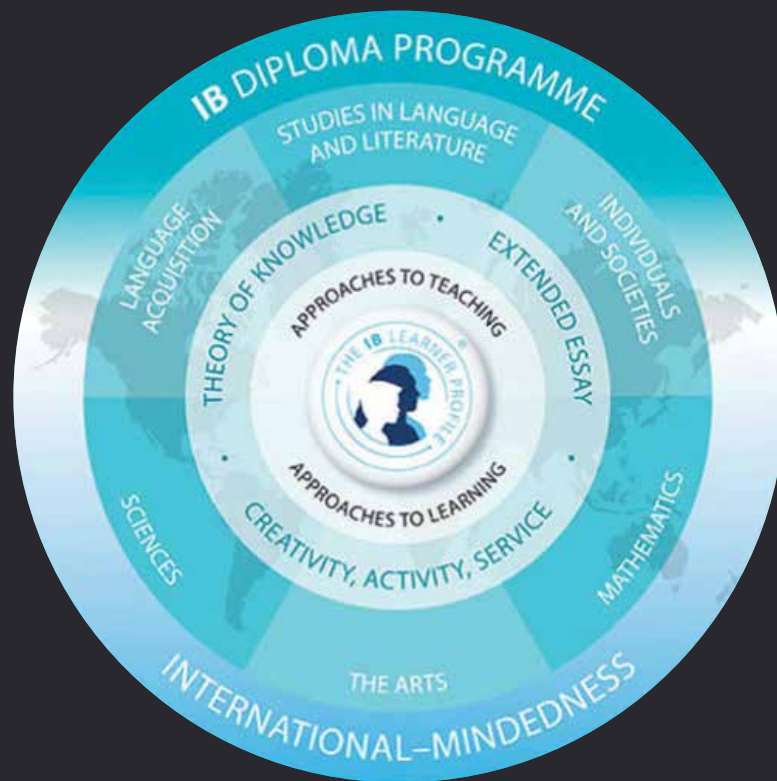 IB DIPLOMA PROGRAMME
STUDIES IN LANGUAGE
AND LITERATURE
LANGUAGE
ACQUISITION
INDIVIDUALS
AND SOCIETIES
THEORY OF KNOWLEDGE
•
EXTENDED ESSAY
APPROACHES TO TEACHING
• THE IB LEARNER PROFILE •
®
APPROACHES TO LEARNING
• CREATIVITY, ACTIVITY, SERVICE •
SCIENCES
MATHEMATICS
THE ARTS
INTERNATIONAL–MINDEDNESS